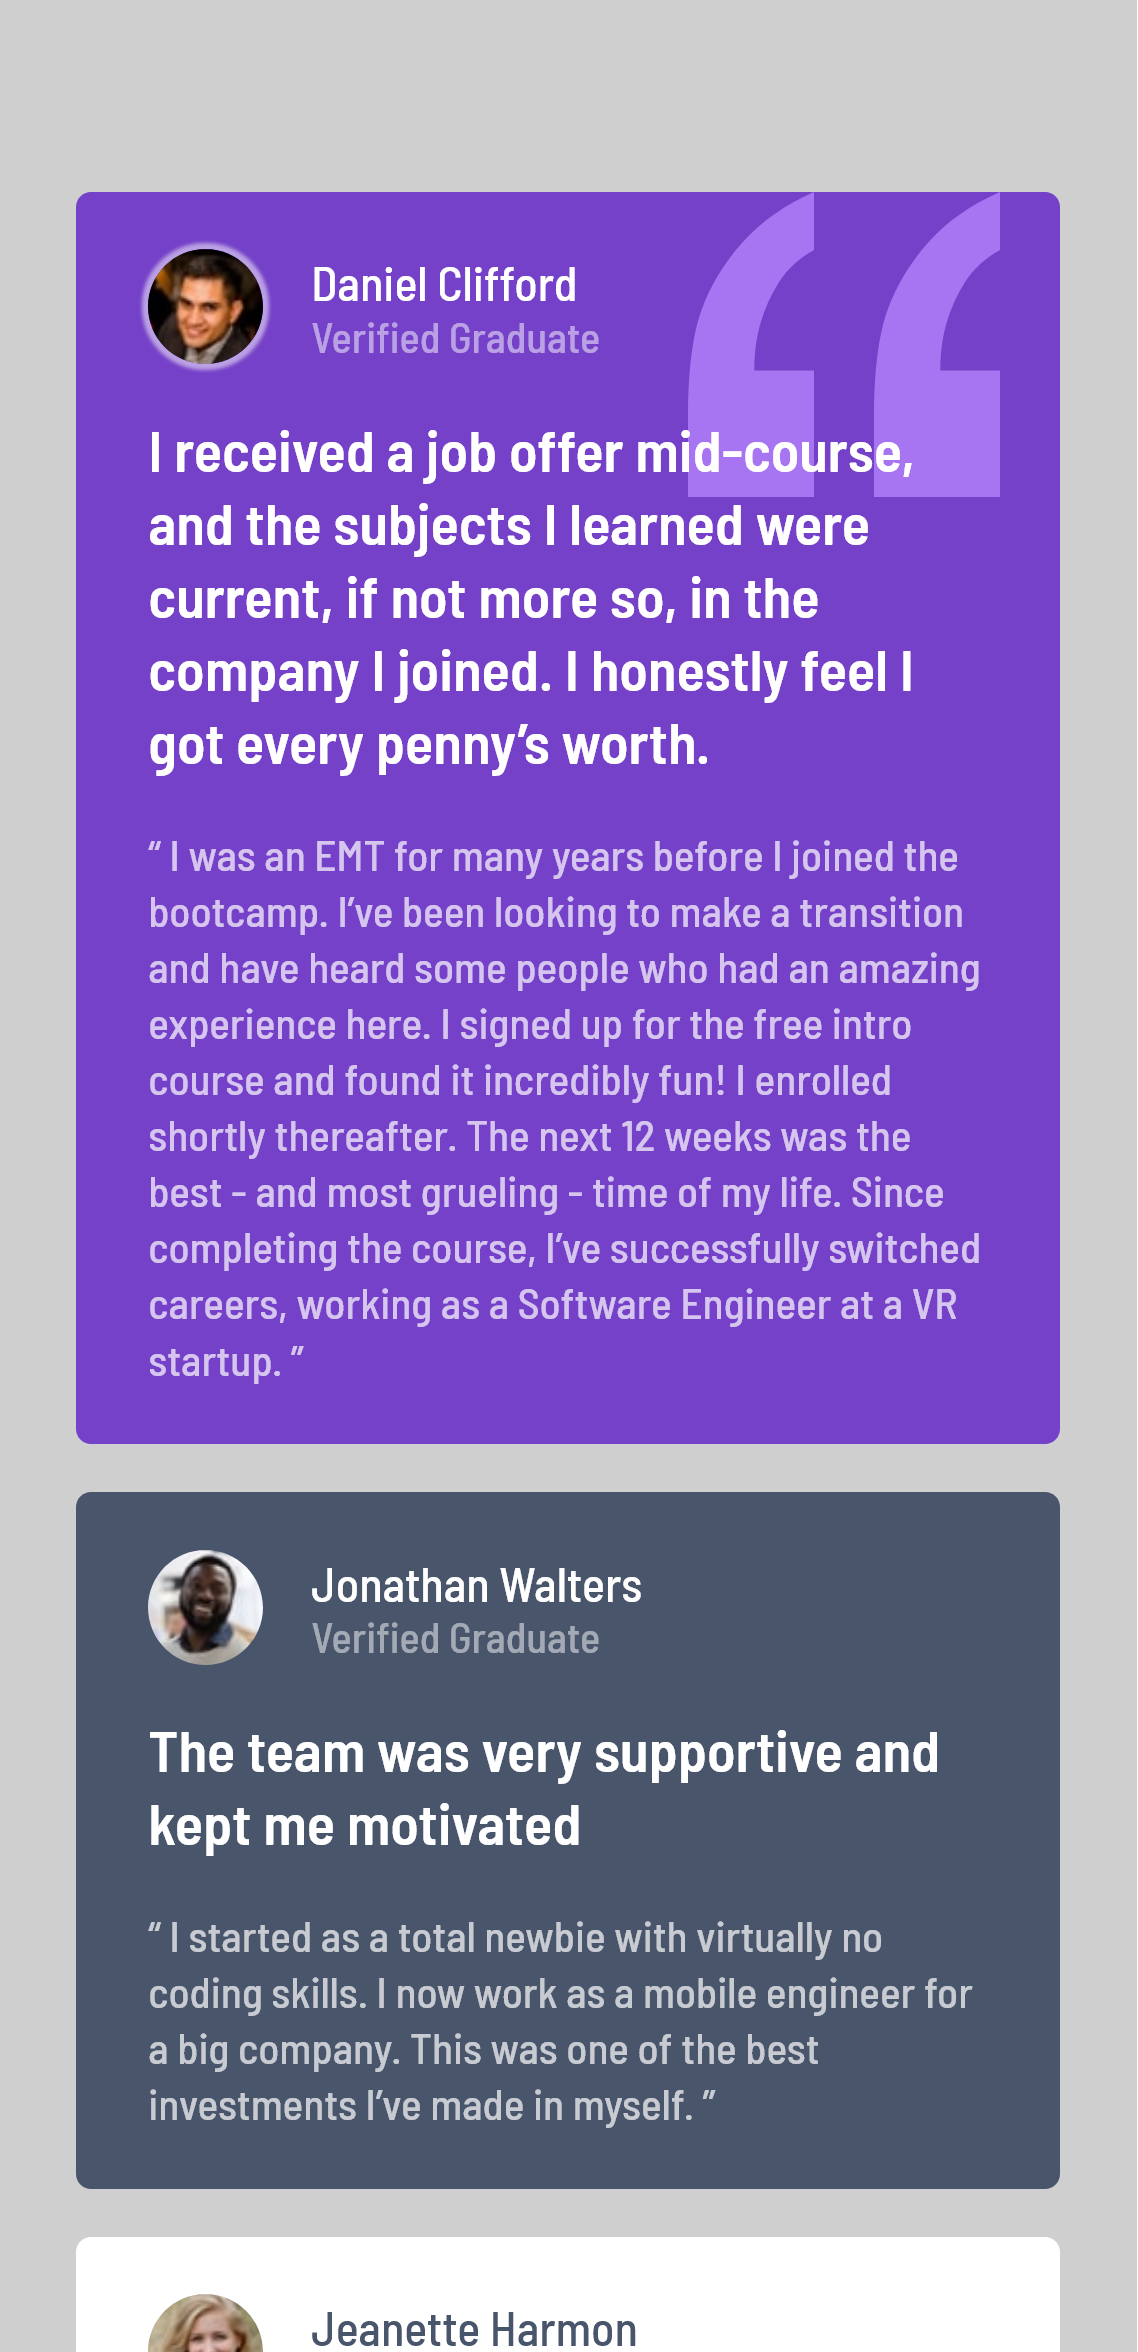 Daniel Clifford
Verified Graduate
I received a job offer mid-course,
and the subjects I learned were
current, if not more so, in the
company I joined. I honestly feel I
got every penny’s worth.
“ I was an EMT for many years before I joined the
bootcamp. I’ve been looking to make a transition
and have heard some people who had an amazing
experience here. I signed up for the free intro
course and found it incredibly fun! I enrolled
shortly thereafter. The next 12 weeks was the
best - and most grueling - time of my life. Since
completing the course, I’ve successfully switched
careers, working as a Software Engineer at a VR
startup. ”
Jonathan Walters
Verified Graduate
The team was very supportive and
kept me motivated
“ I started as a total newbie with virtually no
coding skills. I now work as a mobile engineer for
a big company. This was one of the best
investments I’ve made in myself. ”
Jeanette Harmon